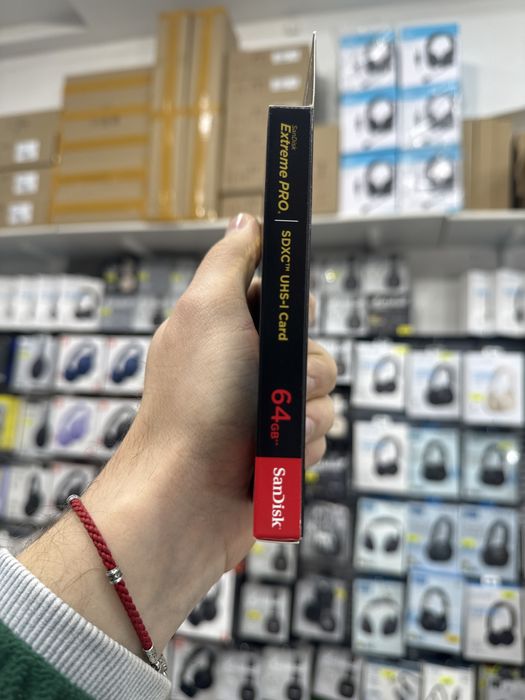 SanDisk
Extreme PRO®
SDXC™ UHS-I Card
64GB**
SanDisk®